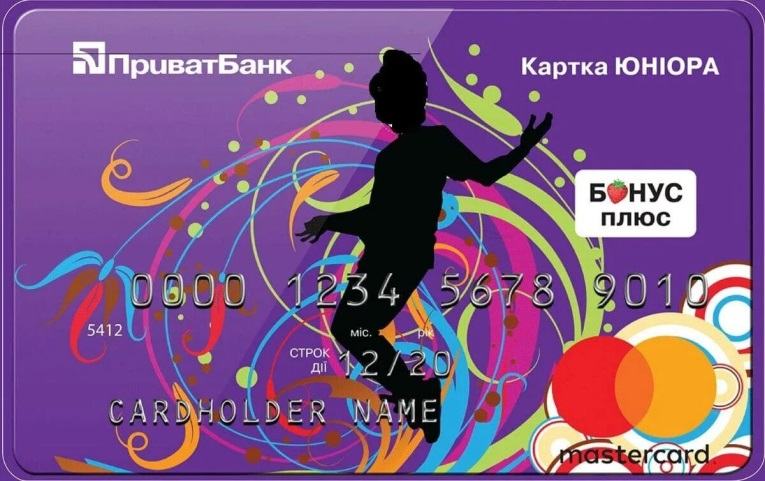 ПриватБанк
Картка ЮНІОРА
БОНУС
плюс
0000 1234 5678 9010
5412
міс. рік
СТРОК
ДІЇ
12/20
CARDHOLDER NAME
mastercard.